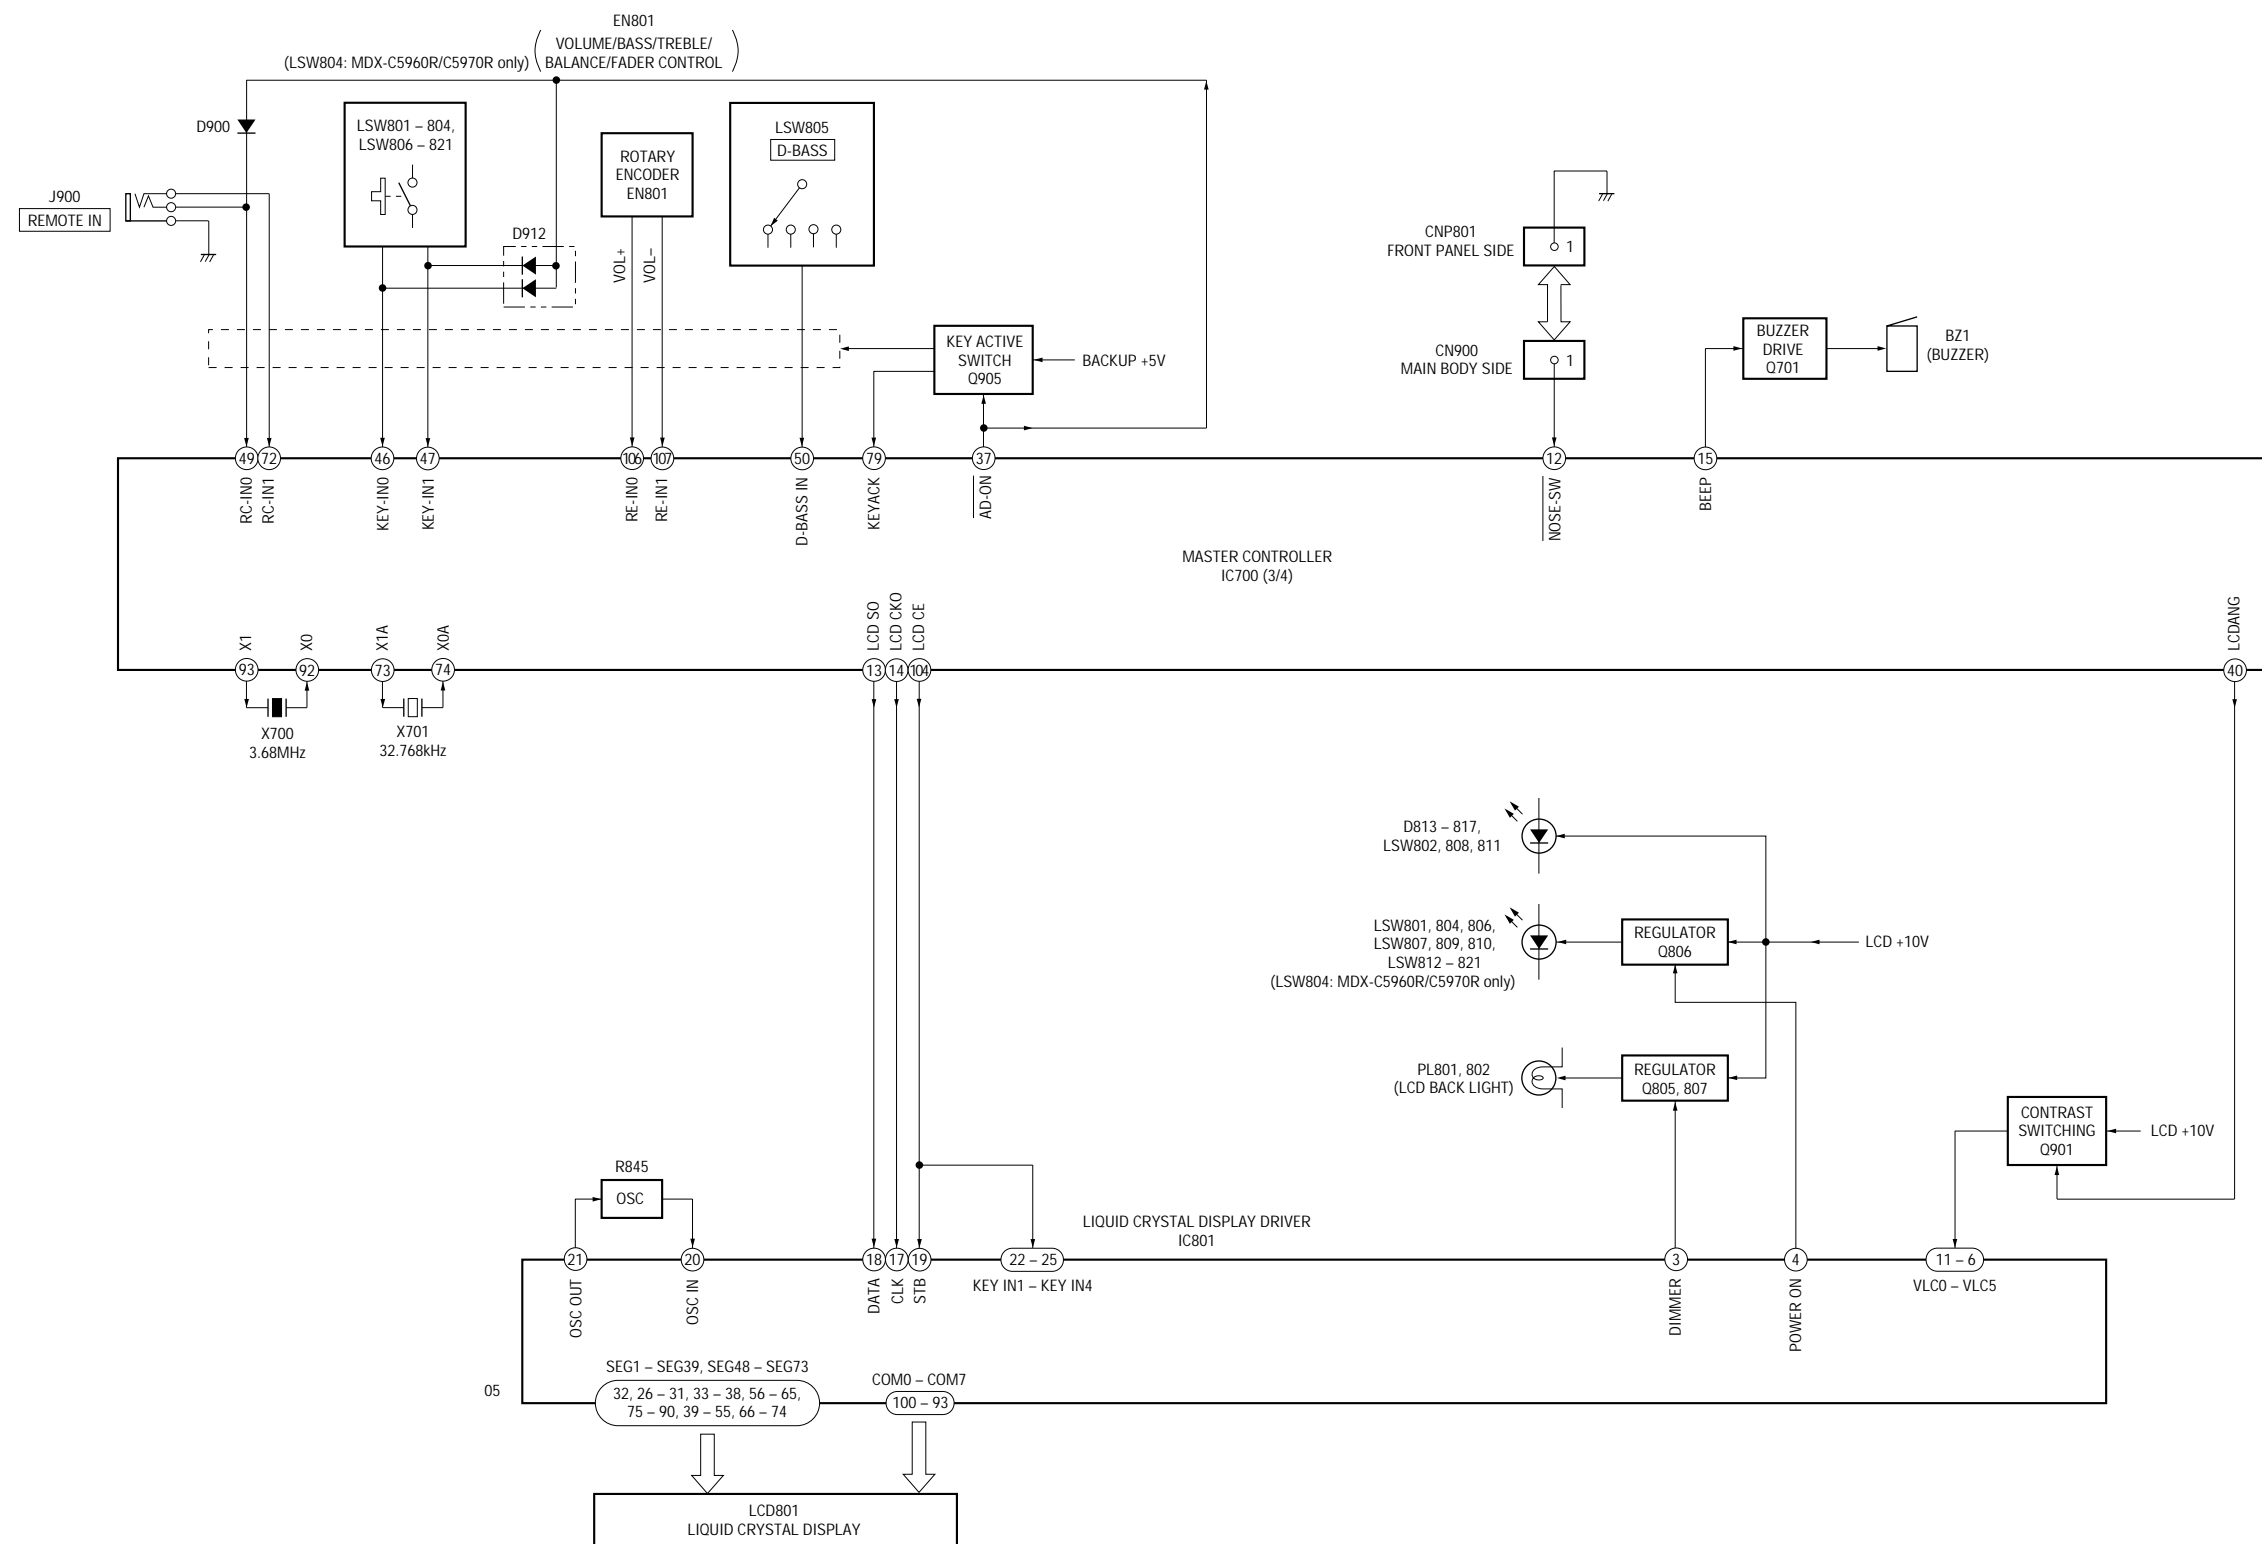 EN801
VOLUME/BASS/TREBLE/
(LSW804: MDX-C5960R/C5970R only)
BALANCE/FADER CONTROL
D900
LSW801 – 804,
LSW806 – 821
ROTARY
ENCODER
EN801
LSW805
D-BASS
J900
REMOTE IN
D912
VOL+
VOL–
KEY ACTIVE
SWITCH
Q905
BACKUP +5V
CNP801
FRONT PANEL SIDE
1
CN900
MAIN BODY SIDE
1
BUZZER
DRIVE
Q701
BZ1
(BUZZER)
49
72
46
47
106
107
50
79
37
12
15
RC-IN0
RC-IN1
KEY-IN0
KEY-IN1
RE-IN0
RE-IN1
D-BASS IN
KEYACK
AD-ON
NOSE-SW
BEEP
MASTER CONTROLLER
IC700 (3/4)
X1
X0
X1A
X0A
LCD SO
LCD CKO
LCD CE
LCDANG
93
92
73
74
13
14
104
40
X700
3.68MHz
X701
32.768kHz
D813 – 817,
LSW802, 808, 811
LSW801, 804, 806,
LSW807, 809, 810,
LSW812 – 821
(LSW804: MDX-C5960R/C5970R only)
REGULATOR
Q806
LCD +10V
PL801, 802
(LCD BACK LIGHT)
REGULATOR
Q805, 807
CONTRAST
SWITCHING
Q901
LCD +10V
R845
OSC
LIQUID CRYSTAL DISPLAY DRIVER
IC801
21
20
18
17
19
22 – 25
3
4
11 – 6
OSC OUT
OSC IN
DATA
CLK
STB
KEY IN1 – KEY IN4
DIMMER
POWER ON
VLC0 – VLC5
SEG1 – SEG39, SEG48 – SEG73
32, 26 – 31, 33 – 38, 56 – 65,
75 – 90, 39 – 55, 66 – 74
COM0 – COM7
100 – 93
05
LCD801
LIQUID CRYSTAL DISPLAY